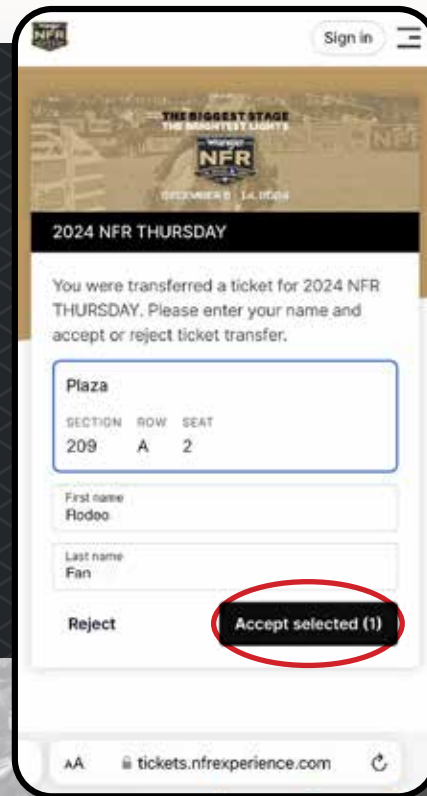 NFR
Sign in
THE BIGGEST STAGE
THE BRIGHTEST LIGHTS
Wrangler
NFR
2024 NFR THURSDAY
You were transferred a ticket for 2024 NFR
THURSDAY. Please enter your name and
accept or reject ticket transfer.
Plaza
SECTION ROW SEAT
209 A 2
First name
Rodeo
Last name
Fan
Reject Accept selected (1)
AA tickets.nfrexperience.com